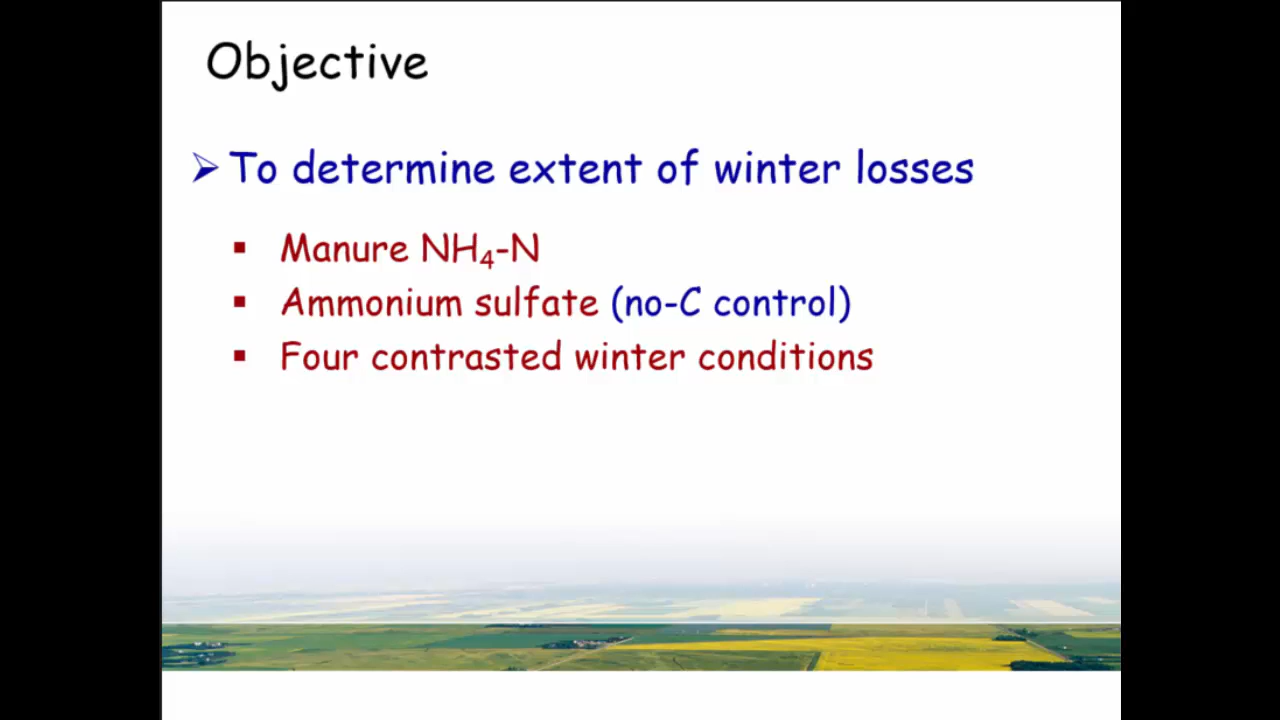 Objective
➢ To determine extent of winter losses
▪ Manure NH₄-N
▪ Ammonium sulfate (no-C control)
▪ Four contrasted winter conditions